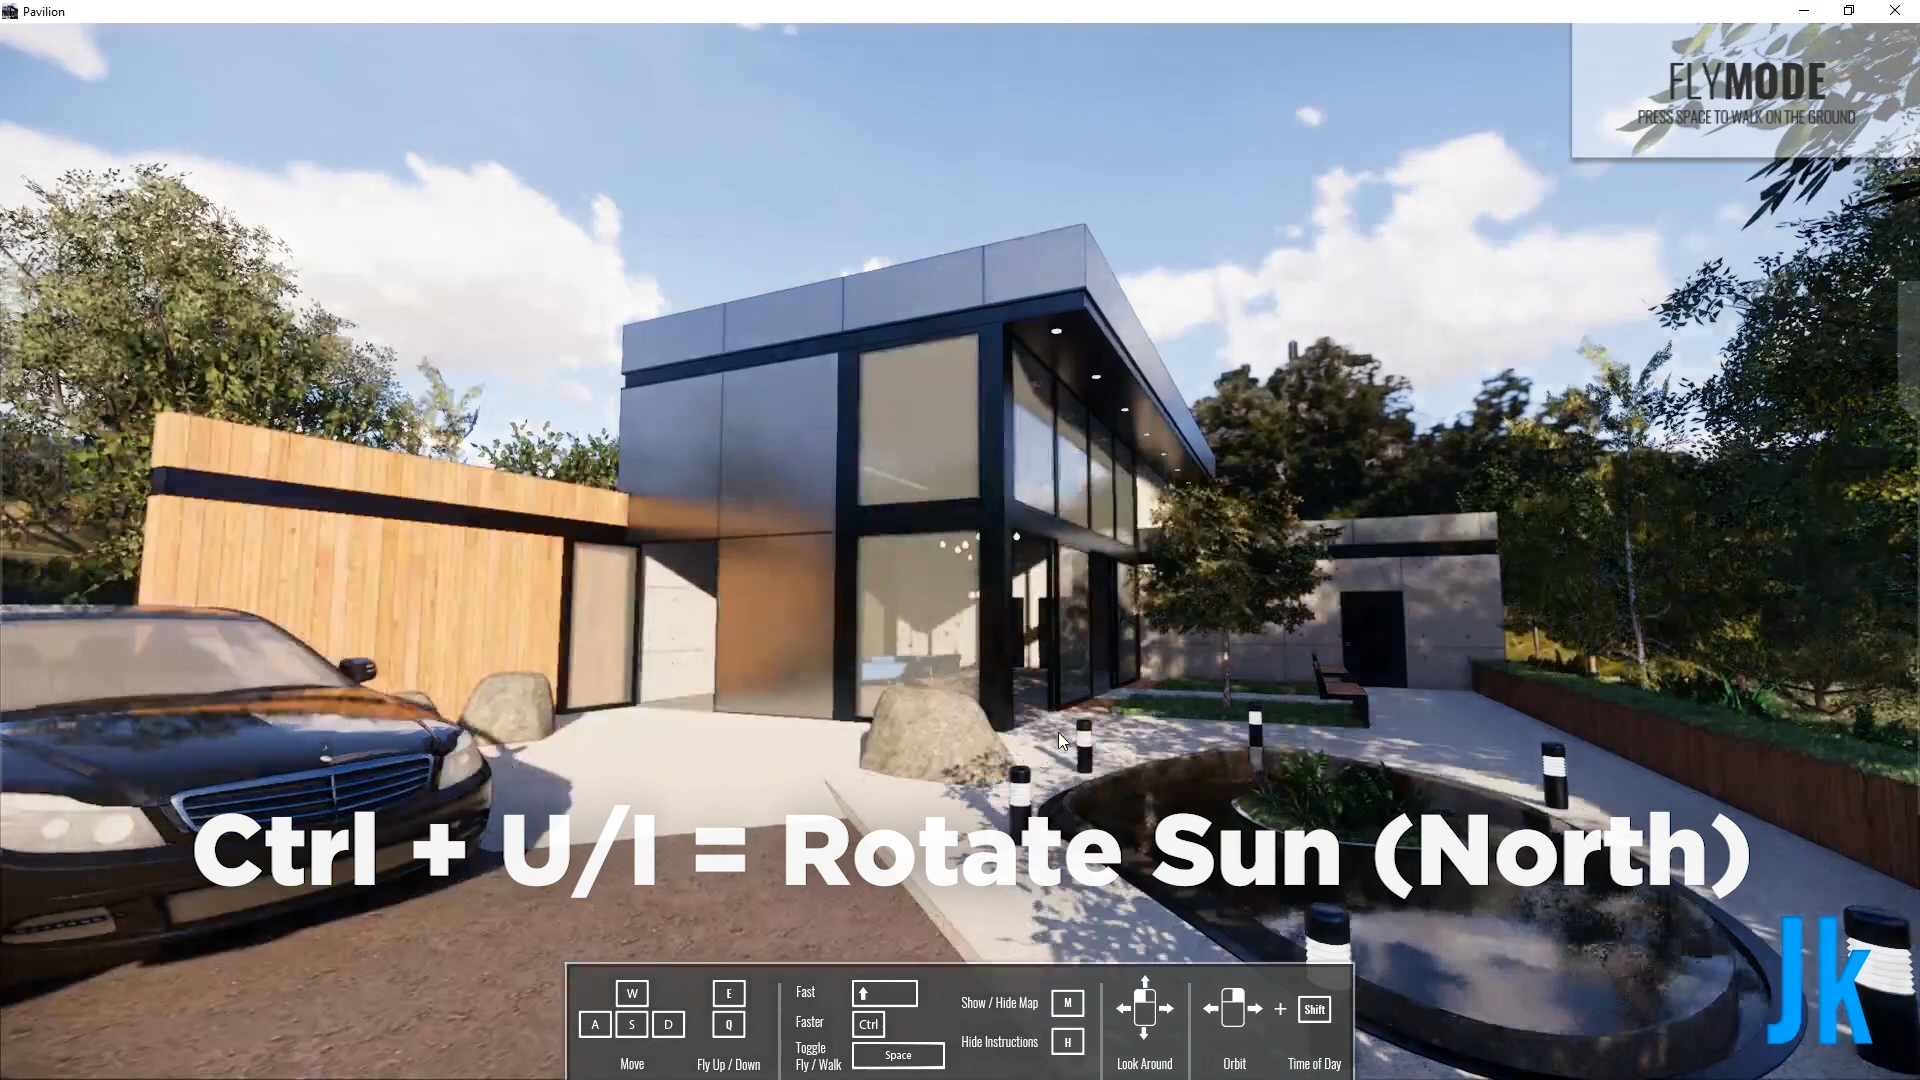 Pavilion
FLYMODE
PRESS SPACE TO WALK ON THE GROUND
Ctrl + U/I = Rotate Sun (North)
W
A S D
Move
E
Q
Fly Up / Down
Fast
Faster
Ctrl
Toggle
Fly / Walk
Space
Show / Hide Map
M
Hide Instructions
H
Look Around
Orbit
+
Shift
Time of Day
Jk